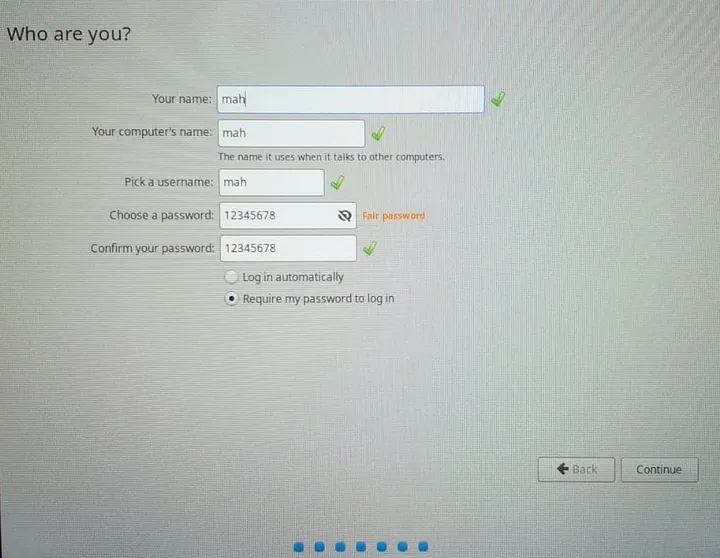 Who are you?
Your name: mah
Your computer's name: mah
The name it uses when it talks to other computers.
Pick a username: mah
Choose a password: 12345678 Fair password
Confirm your password: 12345678
Log in automatically
Require my password to log in
Back Continue